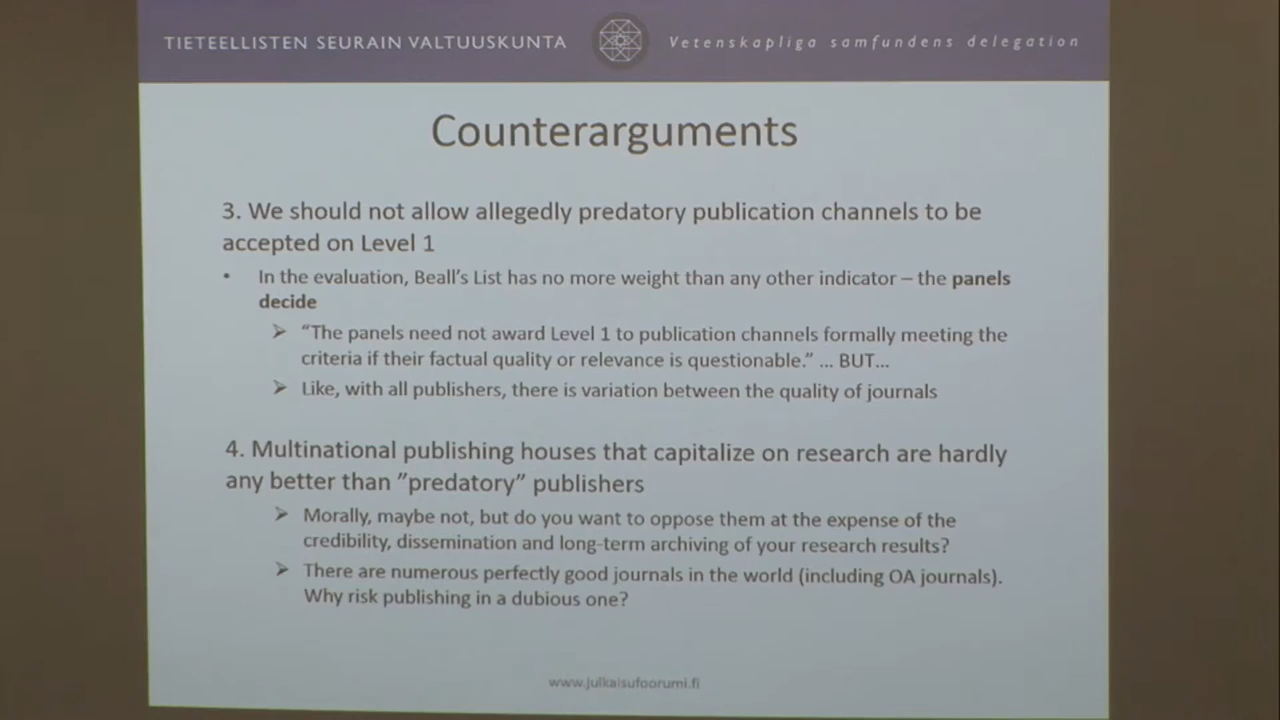 TIETEELLISTEN SEURAIN VALTUUSKUNTA Vetenskapliga samfundens delegation
Counterarguments
3. We should not allow allegedly predatory publication channels to be
accepted on Level 1
• In the evaluation, Beall's List has no more weight than any other indicator – the panels
decide
➢ "The panels need not award Level 1 to publication channels formally meeting the
criteria if their factual quality or relevance is questionable." ... BUT...
➢ Like, with all publishers, there is variation between the quality of journals
4. Multinational publishing houses that capitalize on research are hardly
any better than "predatory" publishers
➢ Morally, maybe not, but do you want to oppose them at the expense of the
credibility, dissemination and long-term archiving of your research results?
➢ There are numerous perfectly good journals in the world (including OA journals).
Why risk publishing in a dubious one?
www.julkaisufoorumi.fi